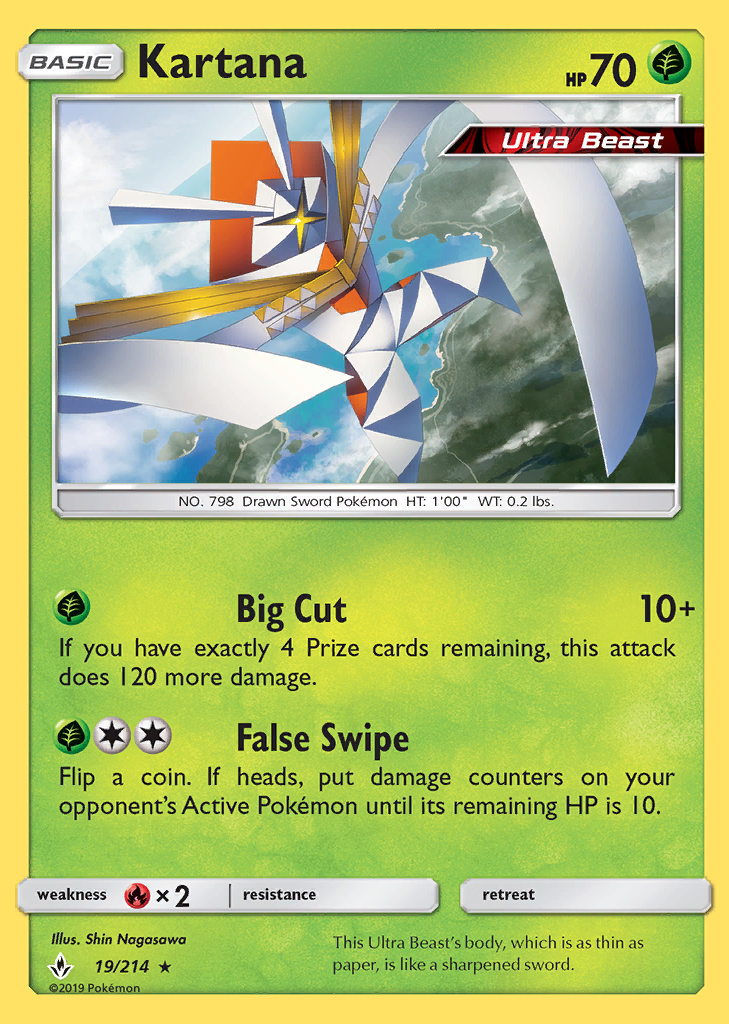 BASIC
Kartana
HP70
Ultra Beast
NO. 798 Drawn Sword Pokémon HT: 1'00" WT: 0.2 lbs.
Big Cut 10+
If you have exactly 4 Prize cards remaining, this attack
does 120 more damage.
False Swipe
Flip a coin. If heads, put damage counters on your
opponent's Active Pokémon until its remaining HP is 10.
weakness ×2 resistance retreat
Illus. Shin Nagasawa
19/214 ★
©2019 Pokémon
This Ultra Beast's body, which is as thin as
paper, is like a sharpened sword.